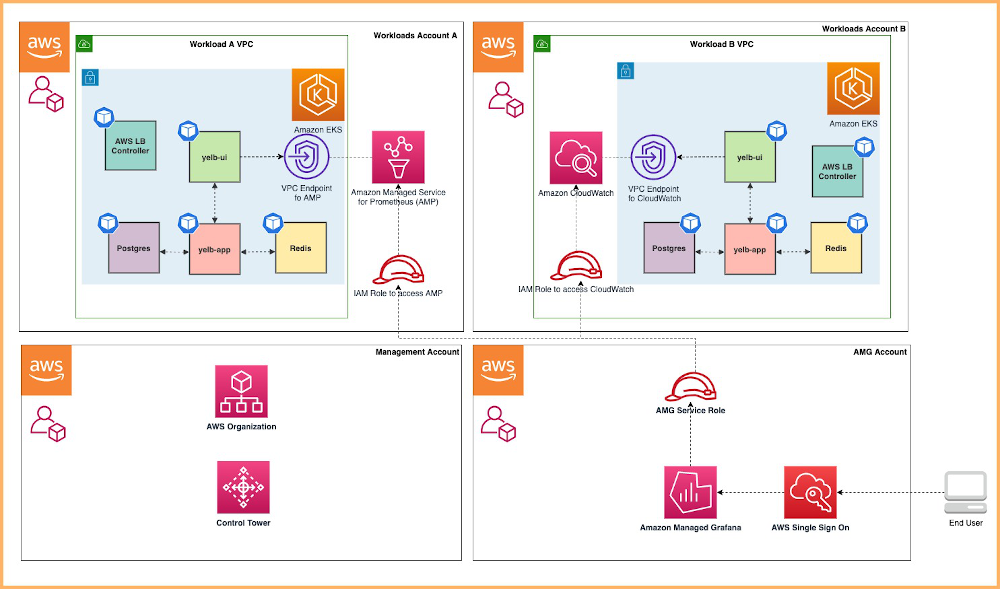 aws
Workloads Account A
Workload A VPC
Amazon EKS
AWS LB
Controller
yelb-ui
VPC Endpoint
to AMP
Amazon Managed Service
for Prometheus (AMP)
Postgres
yelb-app
Redis
IAM Role to access AMP
aws
Workloads Account B
Workload B VPC
Amazon EKS
Amazon CloudWatch
VPC Endpoint
to CloudWatch
yelb-ui
AWS LB
Controller
Postgres
yelb-app
Redis
IAM Role to access CloudWatch
aws
Management Account
AWS Organization
Control Tower
aws
AMG Account
AMG Service Role
Amazon Managed Grafana
AWS Single Sign On
End User